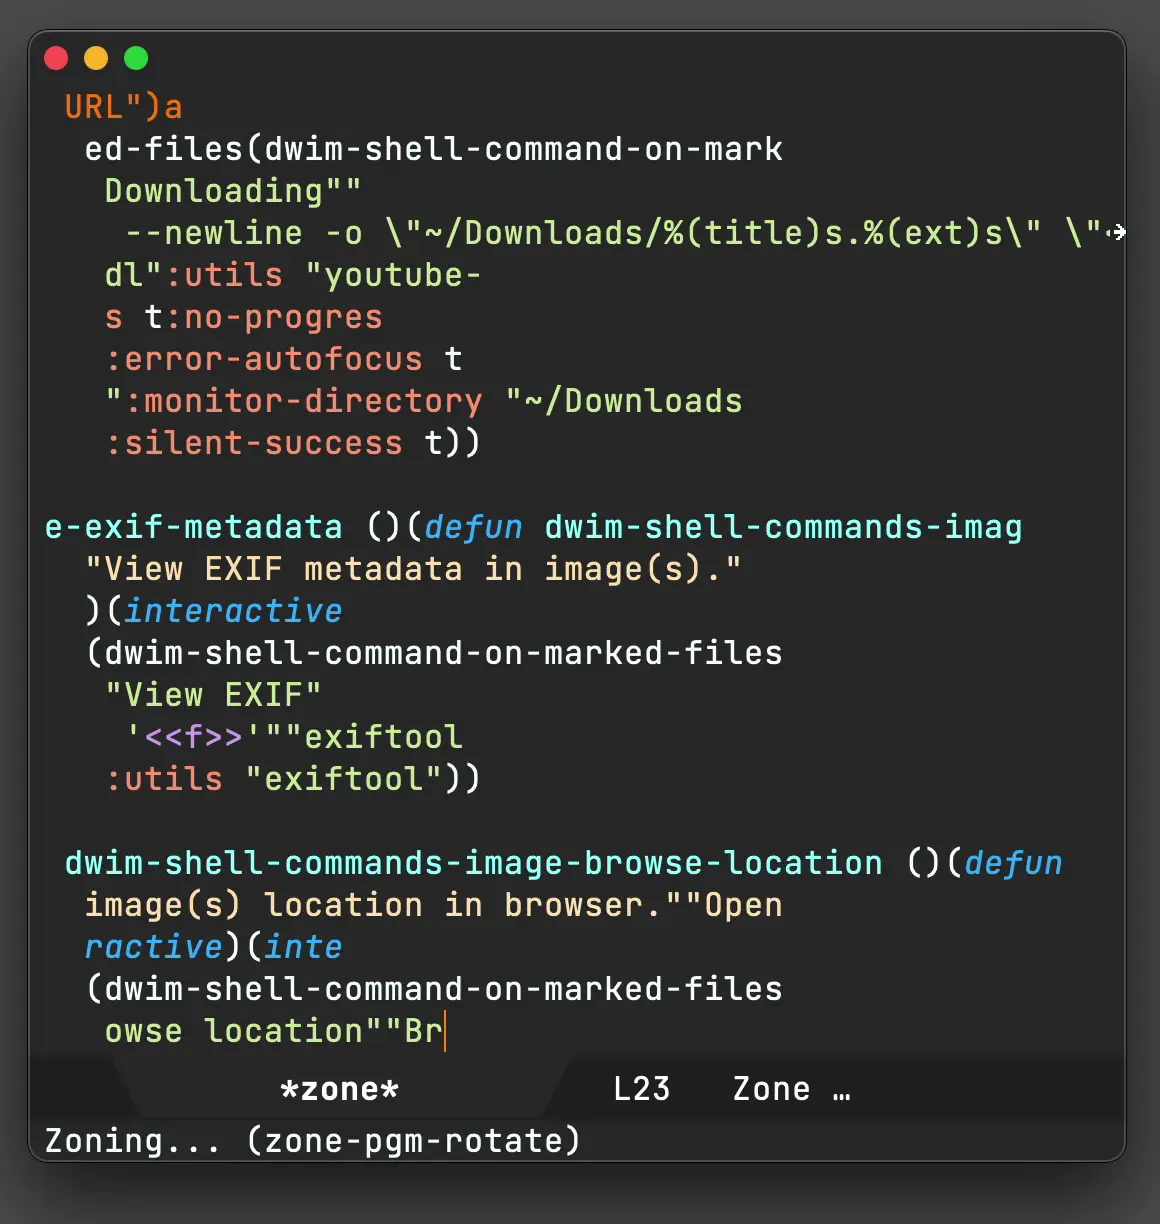 URL")a
ed-files(dwim-shell-command-on-mark
Downloading""
--newline -o \"~/Downloads/%(title)s.%(ext)s\" \"
dl":utils "youtube-
s t:no-progres
:error-autofocus t
":monitor-directory "~/Downloads
:silent-success t))
e-exif-metadata ()(defun dwim-shell-commands-imag
"View EXIF metadata in image(s)."
)(interactive
(dwim-shell-command-on-marked-files
"View EXIF"
'<<f>>'""exiftool
:utils "exiftool"))
dwim-shell-commands-image-browse-location ()(defun
image(s) location in browser.""Open
ractive)(inte
(dwim-shell-command-on-marked-files
owse location""Br
*zone* L23 Zone …
Zoning... (zone-pgm-rotate)